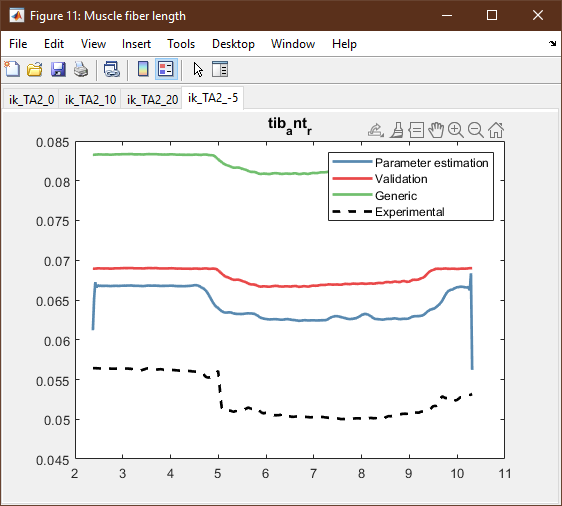 Figure 11: Muscle fiber length
File Edit View Insert Tools Desktop Window Help
ik_TA2_0 ik_TA2_10 ik_TA2_20 ik_TA2_-5
tib_ant_r
0.085
0.08
0.075
0.07
0.065
0.06
0.055
0.05
0.045
Parameter estimation
Validation
Generic
Experimental
2 3 4 5 6 7 8 9 10 11